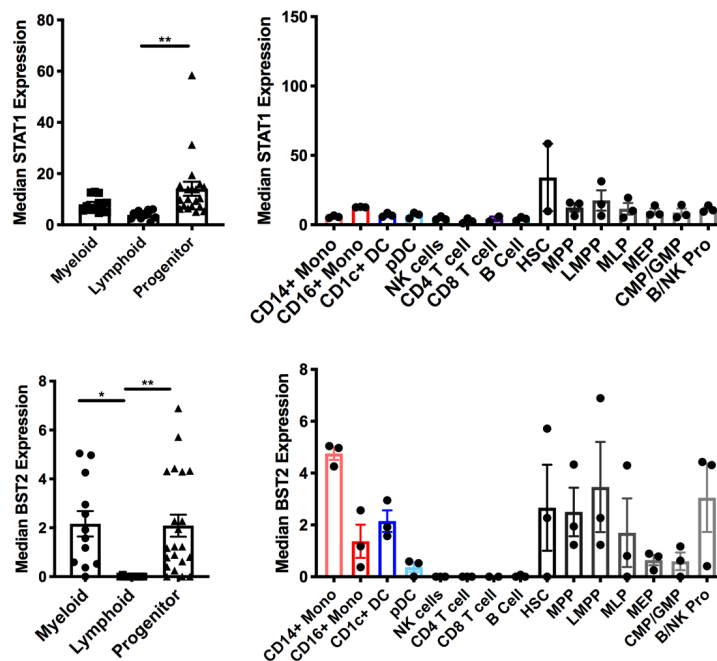 Median STAT1 Expression
80
60
40
20
0
**
Myeloid
Lymphoid
Progenitor
Median STAT1 Expression
150
100
50
0
CD14+ Mono
CD16+ Mono
CD1c+ DC
pDC
NK cells
CD4 T cell
CD8 T cell
B Cell
HSC
MPP
LMPP
MLP
MEP
CMP/GMP
B/NK Pro
Median BST2 Expression
8
6
4
2
0
*
**
Myeloid
Lymphoid
Progenitor
Median BST2 Expression
8
6
4
2
0
CD14+ Mono
CD16+ Mono
CD1c+ DC
pDC
NK cells
CD4 T cell
CD8 T cell
B Cell
HSC
MPP
LMPP
MLP
MEP
CMP/GMP
B/NK Pro